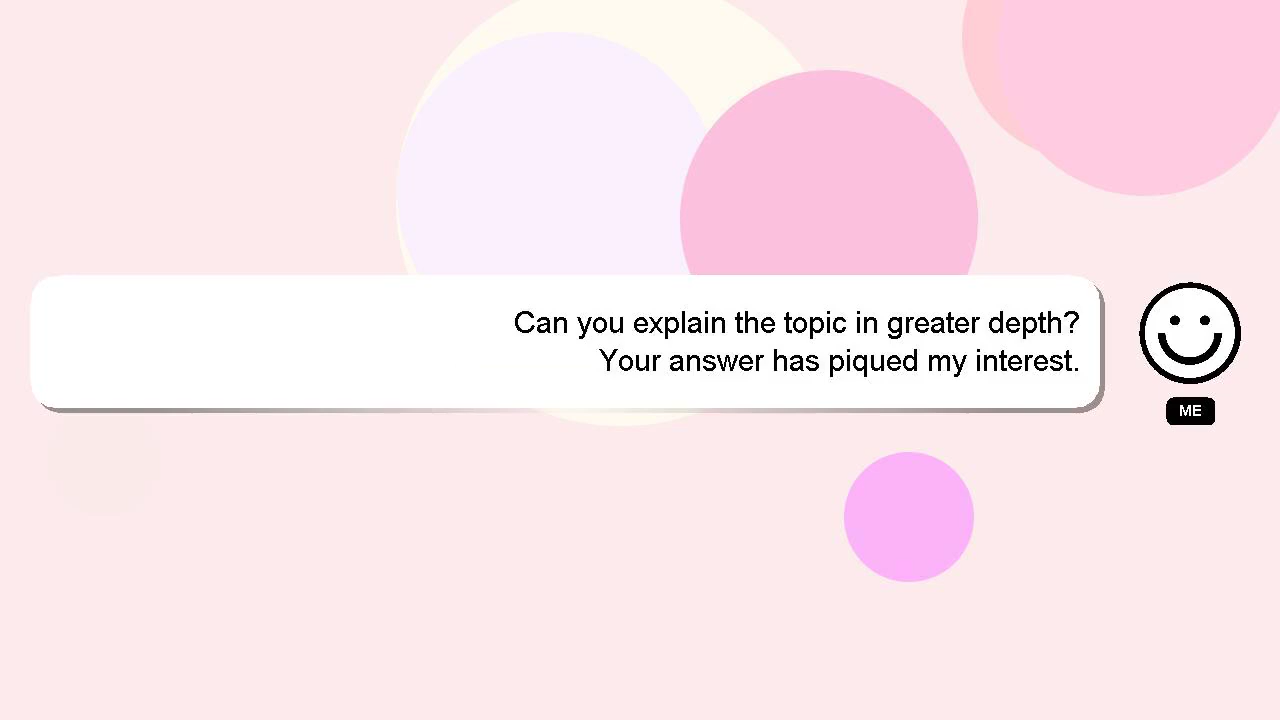 Can you explain the topic in greater depth?
Your answer has piqued my interest.
ME